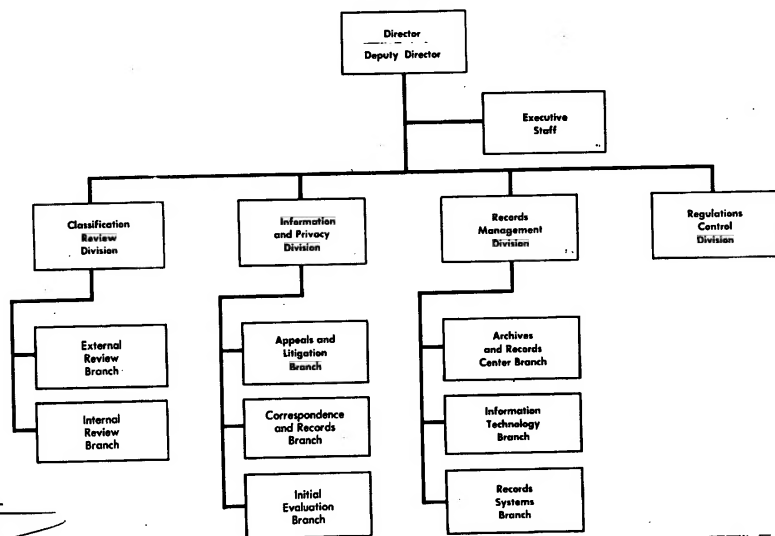 Director
Deputy Director
Executive
Staff
Classification
Review
Division
Information
and Privacy
Division
Records
Management
Division
Regulations
Control
Division
External
Review
Branch
Internal
Review
Branch
Appeals and
Litigation
Branch
Correspondence
and Records
Branch
Initial
Evaluation
Branch
Archives
and Records
Center Branch
Information
Technology
Branch
Records
Systems
Branch